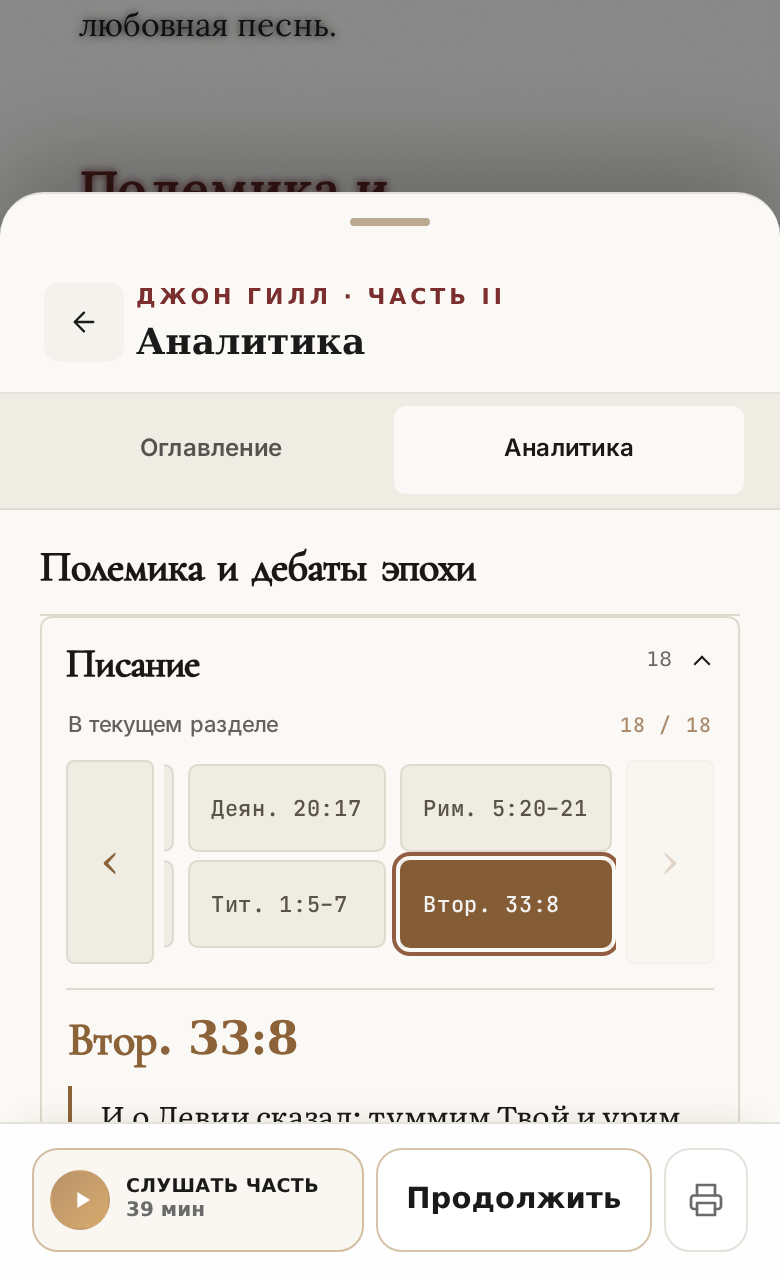 любовная песнь.
Полемика и
ДЖОН ГИЛЛ · ЧАСТЬ II
Аналитика
Оглавление
Аналитика
Полемика и дебаты эпохи
Писание
18
В текущем разделе
18 / 18
Деян. 20:17
Рим. 5:20–21
Тит. 1:5–7
Втор. 33:8
Втор. 33:8
И о Левии сказал: туммим Твой и урим
СЛУШАТЬ ЧАСТЬ
39 мин
Продолжить